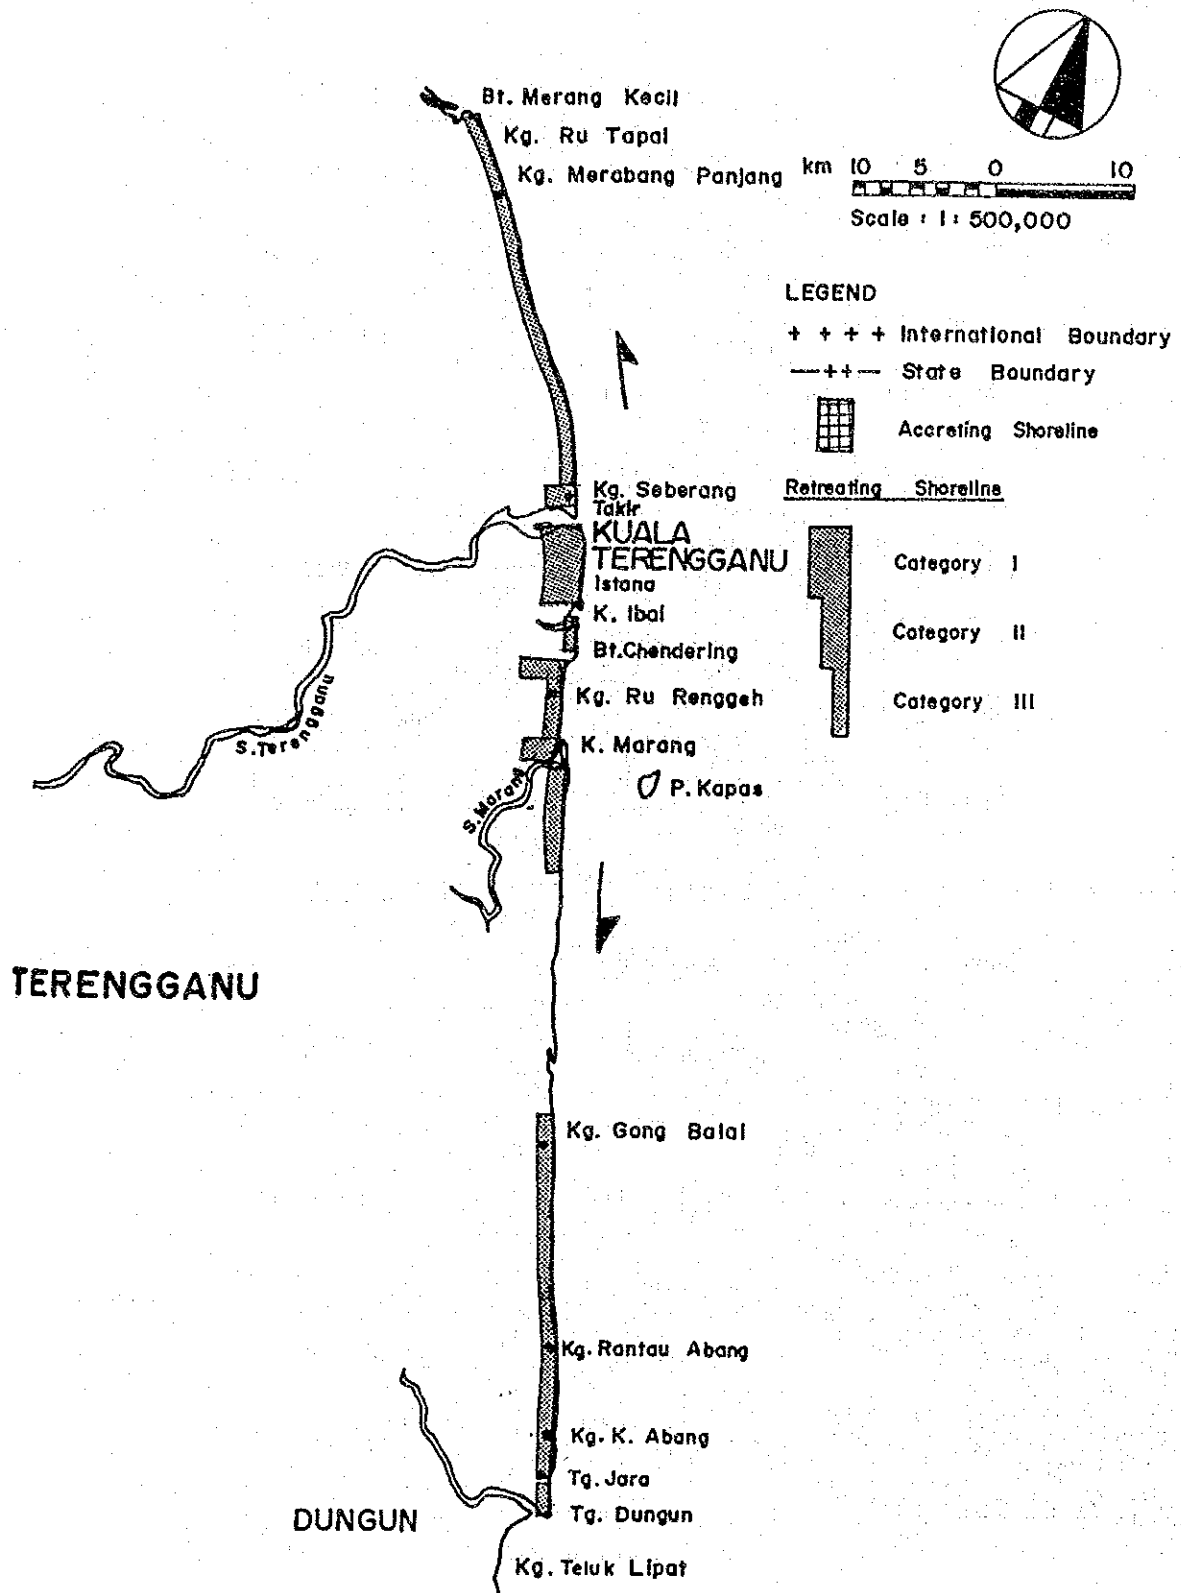 Bt. Merang Kecil
Kg. Ru Tapai
Kg. Merabang Panjang
km 10 5 0 10
Scale : 1 : 500,000
LEGEND
+ + + + International Boundary
—++— State Boundary
Accreting Shoreline
Retreating Shoreline
Category I
Category II
Category III
Kg. Seberang
Takir
KUALA
TERENGGANU
Istana
K. Ibai
Bt. Chendering
Kg. Ru Renggeh
K. Marang
P. Kapas
S. Terengganu
S. Marang
TERENGGANU
Kg. Gong Balai
Kg. Rantau Abang
Kg. K. Abang
Tg. Jara
Tg. Dungun
DUNGUN
Kg. Teluk Lipat